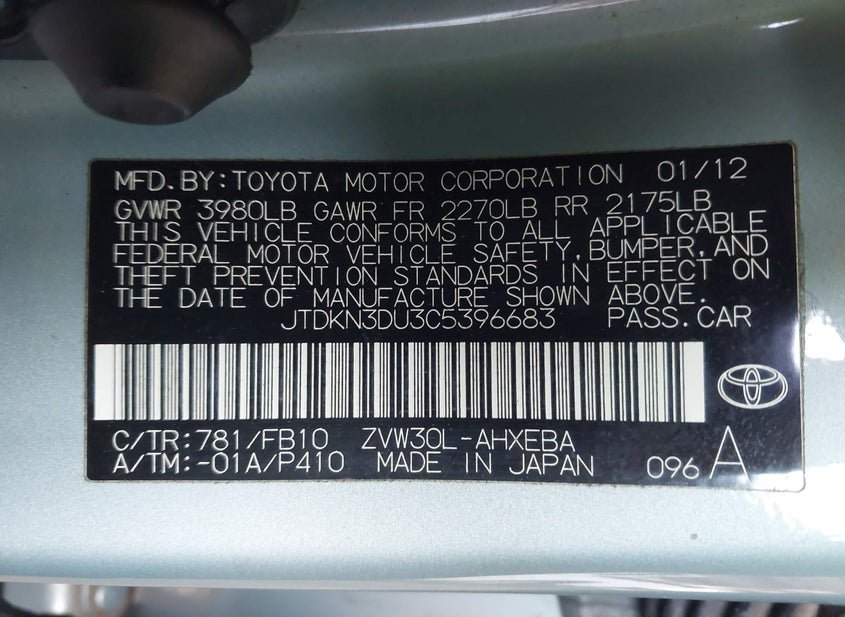 MFD.BY:TOYOTA MOTOR CORPORATION 01/12
GVWR 3980LB GAWR FR 2270LB RR 2175LB
THIS VEHICLE CONFORMS TO ALL APPLICABLE
FEDERAL MOTOR VEHICLE SAFETY,BUMPER,AND
THEFT PREVENTION STANDARDS IN EFFECT ON
THE DATE OF MANUFACTURE SHOWN ABOVE.
JTDKN3DU3C5396683 PASS.CAR
C/TR:781/FB10 ZVW30L-AHXEBA
A/TM:-01A/P410 MADE IN JAPAN 096 A